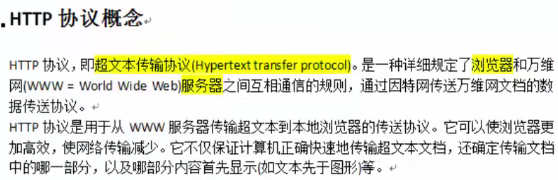 HTTP 协议概念
HTTP 协议，即超文本传输协议(Hypertext transfer protocol)。是一种详细规定了浏览器和万维
网(WWW = World Wide Web)服务器之间互相通信的规则，通过因特网传送万维网文档的数
据传送协议。
HTTP 协议是用于从 WWW 服务器传输超文本到本地浏览器的传送协议。它可以使浏览器更
加高效，使网络传输减少。它不仅保证计算机正确快速地传输超文本文档，还确定传输文档
中的哪一部分，以及哪部分内容首先显示(如文本先于图形)等。